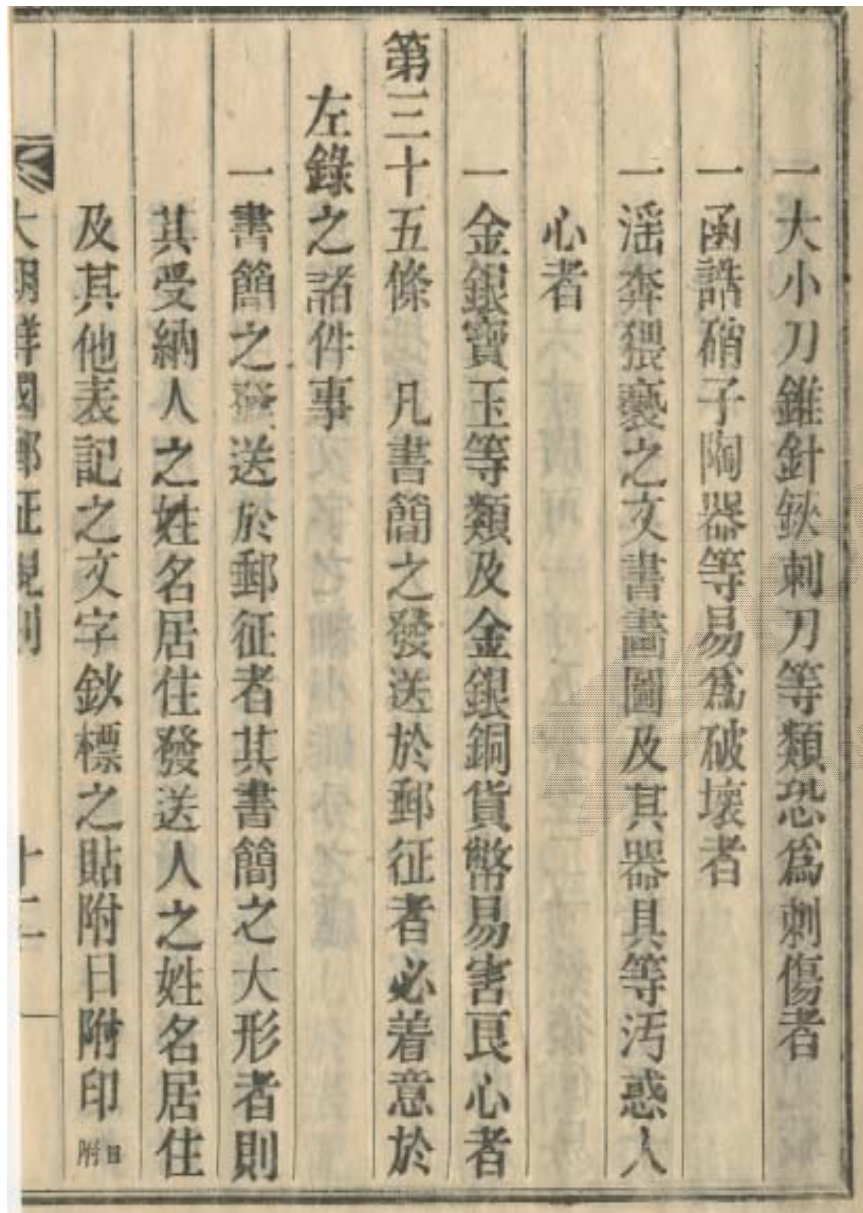 一大小刀錐針鋏刺刀等類恐爲刺傷者
一函誥硝子陶器等易爲破壞者
一淫奔猥褻之文書畵圖及其器具等汚惑人
心者
一金銀寶玉等類及金銀銅貨幣易害良心者
第三十五條 凡書簡之發送於郵征者必着意於
左錄之諸件事
一書簡之發送於郵征者其書簡之大形者則
其受納人之姓名居住發送人之姓名居住
及其他表記之文字鈥標之貼附日附印 日附
大朝鮮國郵征規則 十二